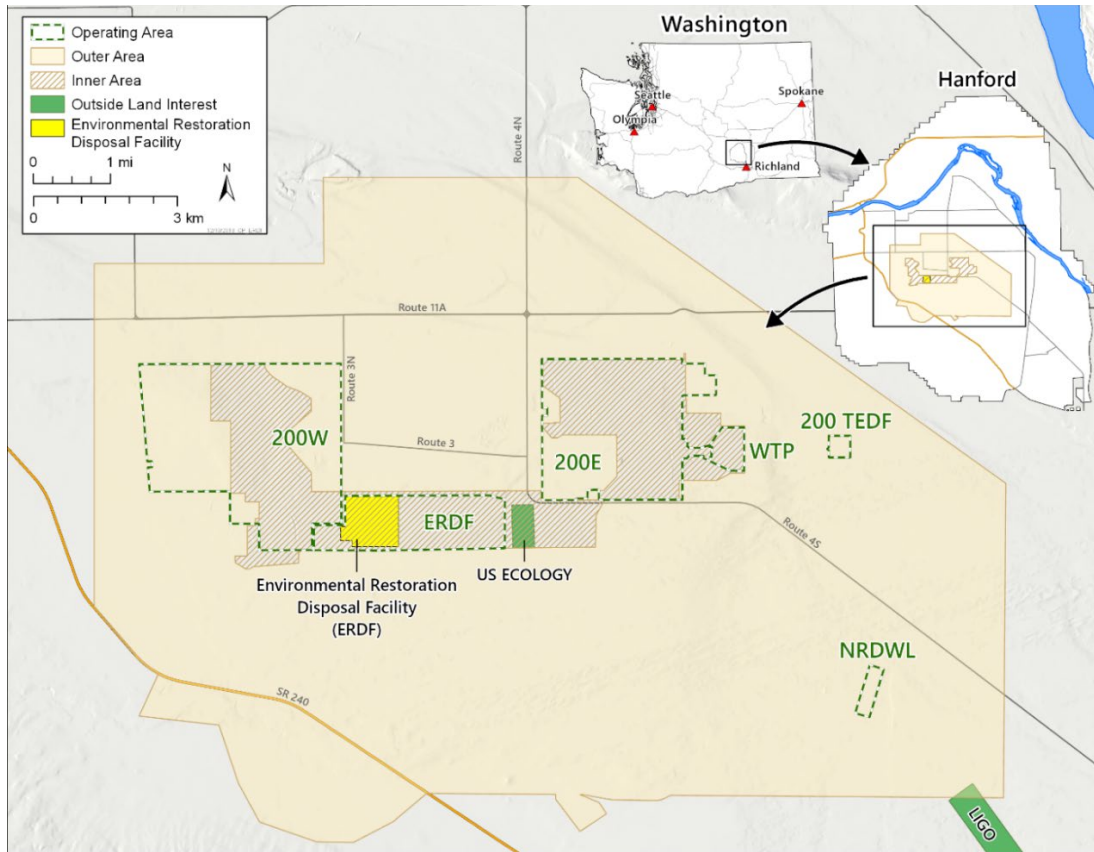 Operating Area
Outer Area
Inner Area
Outside Land Interest
Environmental Restoration
Disposal Facility
0 1 mi
0 3 km
N
Washington
Seattle
Spokane
Olympia
Richland
Hanford
Route 4N
Route 11A
Route 3N
Route 3
200W
200E
WTP
200 TEDF
ERDF
US ECOLOGY
Environmental Restoration
Disposal Facility
(ERDF)
Route 4S
NRDWL
SR 240
LIGO